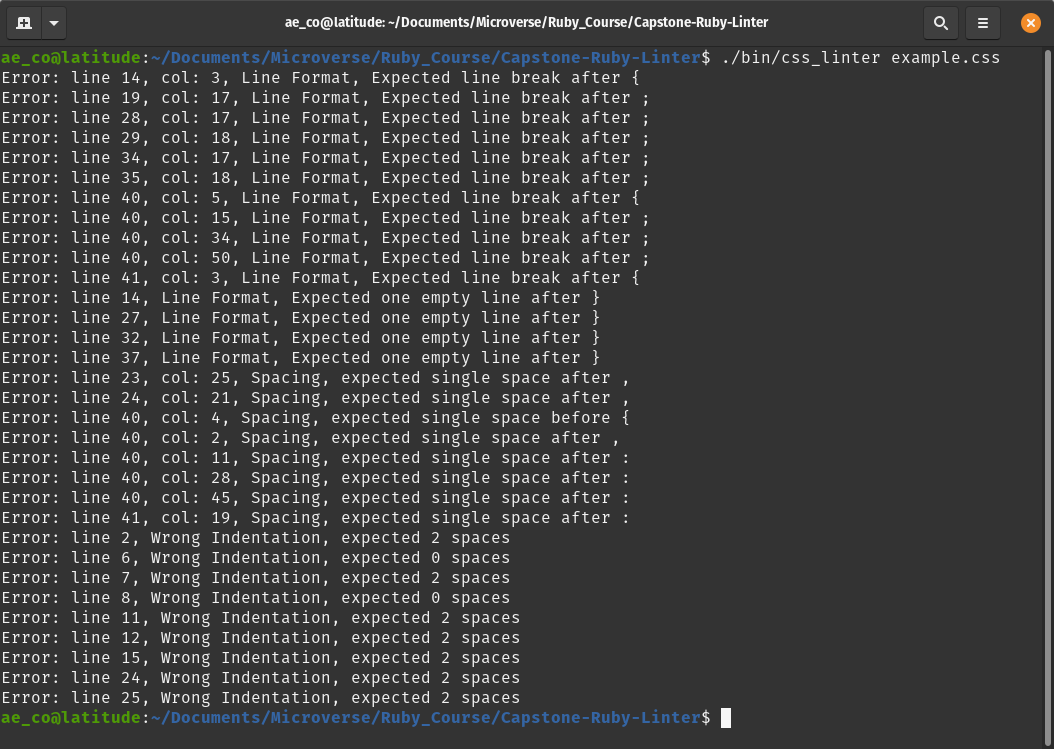 ae_co@latitude: ~/Documents/Microverse/Ruby_Course/Capstone-Ruby-Linter
ae_co@latitude:~/Documents/Microverse/Ruby_Course/Capstone-Ruby-Linter$ ./bin/css_linter example.css
Error: line 14, col: 3, Line Format, Expected line break after {
Error: line 19, col: 17, Line Format, Expected line break after ;
Error: line 28, col: 17, Line Format, Expected line break after ;
Error: line 29, col: 18, Line Format, Expected line break after ;
Error: line 34, col: 17, Line Format, Expected line break after ;
Error: line 35, col: 18, Line Format, Expected line break after ;
Error: line 40, col: 5, Line Format, Expected line break after {
Error: line 40, col: 15, Line Format, Expected line break after ;
Error: line 40, col: 34, Line Format, Expected line break after ;
Error: line 40, col: 50, Line Format, Expected line break after ;
Error: line 41, col: 3, Line Format, Expected line break after {
Error: line 14, Line Format, Expected one empty line after }
Error: line 27, Line Format, Expected one empty line after }
Error: line 32, Line Format, Expected one empty line after }
Error: line 37, Line Format, Expected one empty line after }
Error: line 23, col: 25, Spacing, expected single space after ,
Error: line 24, col: 21, Spacing, expected single space after ,
Error: line 40, col: 4, Spacing, expected single space before {
Error: line 40, col: 2, Spacing, expected single space after ,
Error: line 40, col: 11, Spacing, expected single space after :
Error: line 40, col: 28, Spacing, expected single space after :
Error: line 40, col: 45, Spacing, expected single space after :
Error: line 41, col: 19, Spacing, expected single space after :
Error: line 2, Wrong Indentation, expected 2 spaces
Error: line 6, Wrong Indentation, expected 0 spaces
Error: line 7, Wrong Indentation, expected 2 spaces
Error: line 8, Wrong Indentation, expected 0 spaces
Error: line 11, Wrong Indentation, expected 2 spaces
Error: line 12, Wrong Indentation, expected 2 spaces
Error: line 15, Wrong Indentation, expected 2 spaces
Error: line 24, Wrong Indentation, expected 2 spaces
Error: line 25, Wrong Indentation, expected 2 spaces
ae_co@latitude:~/Documents/Microverse/Ruby_Course/Capstone-Ruby-Linter$